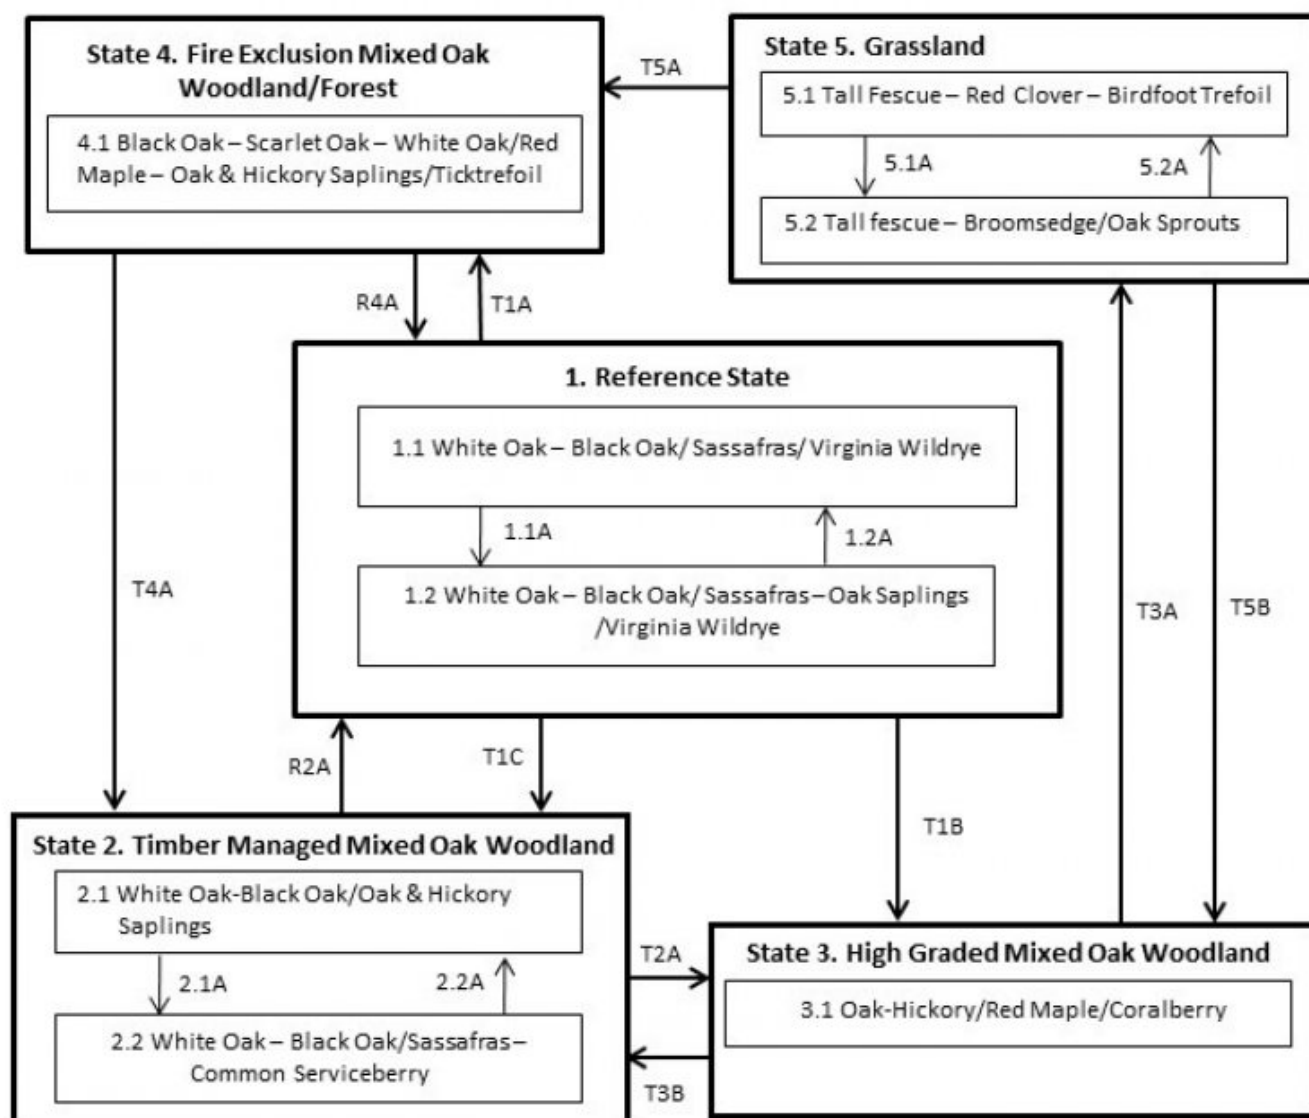 State 4. Fire Exclusion Mixed Oak
Woodland/Forest
4.1 Black Oak – Scarlet Oak – White Oak/Red
Maple – Oak & Hickory Saplings/Ticktrefoil
T5A
State 5. Grassland
5.1 Tall Fescue – Red Clover – Birdfoot Trefoil
5.1A
5.2A
5.2 Tall fescue – Broomsedge/Oak Sprouts
R4A
T1A
1. Reference State
1.1 White Oak – Black Oak/ Sassafras/ Virginia Wildrye
1.1A
1.2A
1.2 White Oak – Black Oak/ Sassafras–Oak Saplings
/Virginia Wildrye
T4A
T3A
T5B
R2A
T1C
T1B
State 2. Timber Managed Mixed Oak Woodland
2.1 White Oak-Black Oak/Oak & Hickory
Saplings
2.1A
2.2A
2.2 White Oak – Black Oak/Sassafras–
Common Serviceberry
T2A
T3B
State 3. High Graded Mixed Oak Woodland
3.1 Oak-Hickory/Red Maple/Coralberry